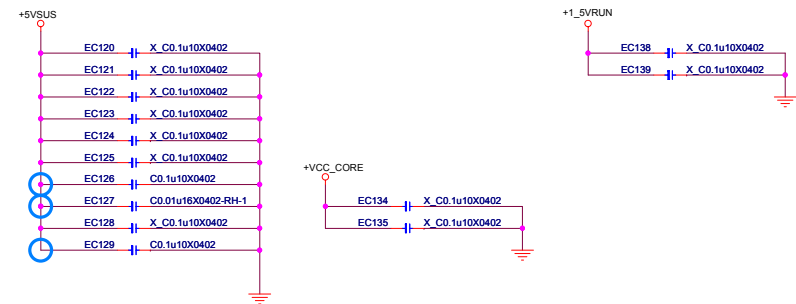 +5VSUS
EC120 X_C0.1u10X0402
EC121 X_C0.1u10X0402
EC122 X_C0.1u10X0402
EC123 X_C0.1u10X0402
EC124 X_C0.1u10X0402
EC125 X_C0.1u10X0402
EC126 C0.1u10X0402
EC127 C0.01u16X0402-RH-1
EC128 X_C0.1u10X0402
EC129 C0.1u10X0402
+VCC_CORE
EC134 X_C0.1u10X0402
EC135 X_C0.1u10X0402
+1_5VRUN
EC138 X_C0.1u10X0402
EC139 X_C0.1u10X0402